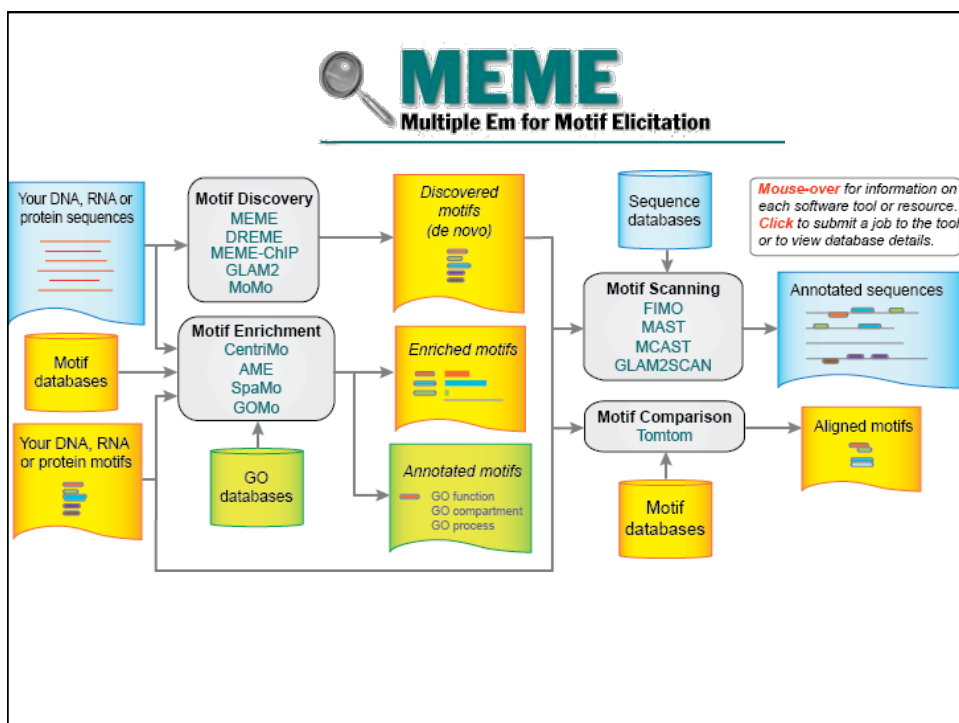 MEME
Multiple Em for Motif Elicitation
Your DNA, RNA or
protein sequences
Motif Discovery
MEME
DREME
MEME-ChIP
GLAM2
MoMo
Discovered
motifs
(de novo)
Sequence
databases
Mouse-over for information on
each software tool or resource.
Click to submit a job to the tool
or to view database details.
Motif
databases
Motif Enrichment
CentriMo
AME
SpaMo
GOMo
Enriched motifs
Motif Scanning
FIMO
MAST
MCAST
GLAM2SCAN
Annotated sequences
Your DNA, RNA
or protein motifs
GO
databases
Annotated motifs
GO function
GO compartment
GO process
Motif Comparison
Tomtom
Aligned motifs
Motif
databases